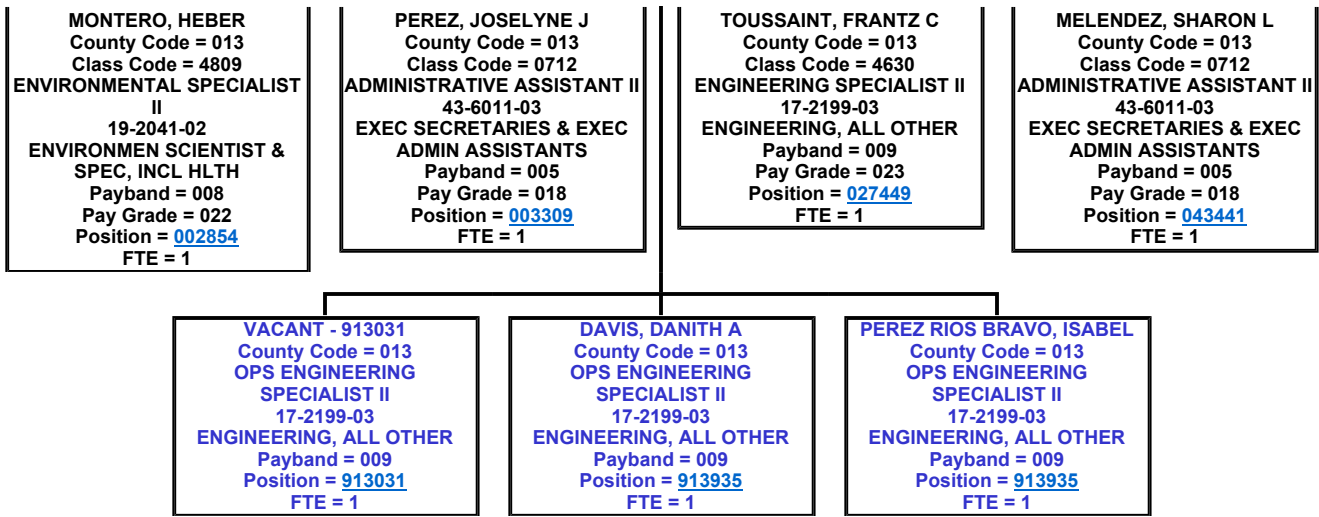 MONTERO, HEBER
County Code = 013
Class Code = 4809
ENVIRONMENTAL SPECIALIST
II
19-2041-02
ENVIRONMEN SCIENTIST &
SPEC, INCL HLTH
Payband = 008
Pay Grade = 022
Position = 002854
FTE = 1
PEREZ, JOSELYNE J
County Code = 013
Class Code = 0712
ADMINISTRATIVE ASSISTANT II
43-6011-03
EXEC SECRETARIES & EXEC
ADMIN ASSISTANTS
Payband = 005
Pay Grade = 018
Position = 003309
FTE = 1
TOUSSAINT, FRANTZ C
County Code = 013
Class Code = 4630
ENGINEERING SPECIALIST II
17-2199-03
ENGINEERING, ALL OTHER
Payband = 009
Pay Grade = 023
Position = 027449
FTE = 1
MELENDEZ, SHARON L
County Code = 013
Class Code = 0712
ADMINISTRATIVE ASSISTANT II
43-6011-03
EXEC SECRETARIES & EXEC
ADMIN ASSISTANTS
Payband = 005
Pay Grade = 018
Position = 043441
FTE = 1
VACANT - 913031
County Code = 013
OPS ENGINEERING
SPECIALIST II
17-2199-03
ENGINEERING, ALL OTHER
Payband = 009
Position = 913031
FTE = 1
DAVIS, DANITH A
County Code = 013
OPS ENGINEERING
SPECIALIST II
17-2199-03
ENGINEERING, ALL OTHER
Payband = 009
Position = 913935
FTE = 1
PEREZ RIOS BRAVO, ISABEL
County Code = 013
OPS ENGINEERING
SPECIALIST II
17-2199-03
ENGINEERING, ALL OTHER
Payband = 009
Position = 913935
FTE = 1